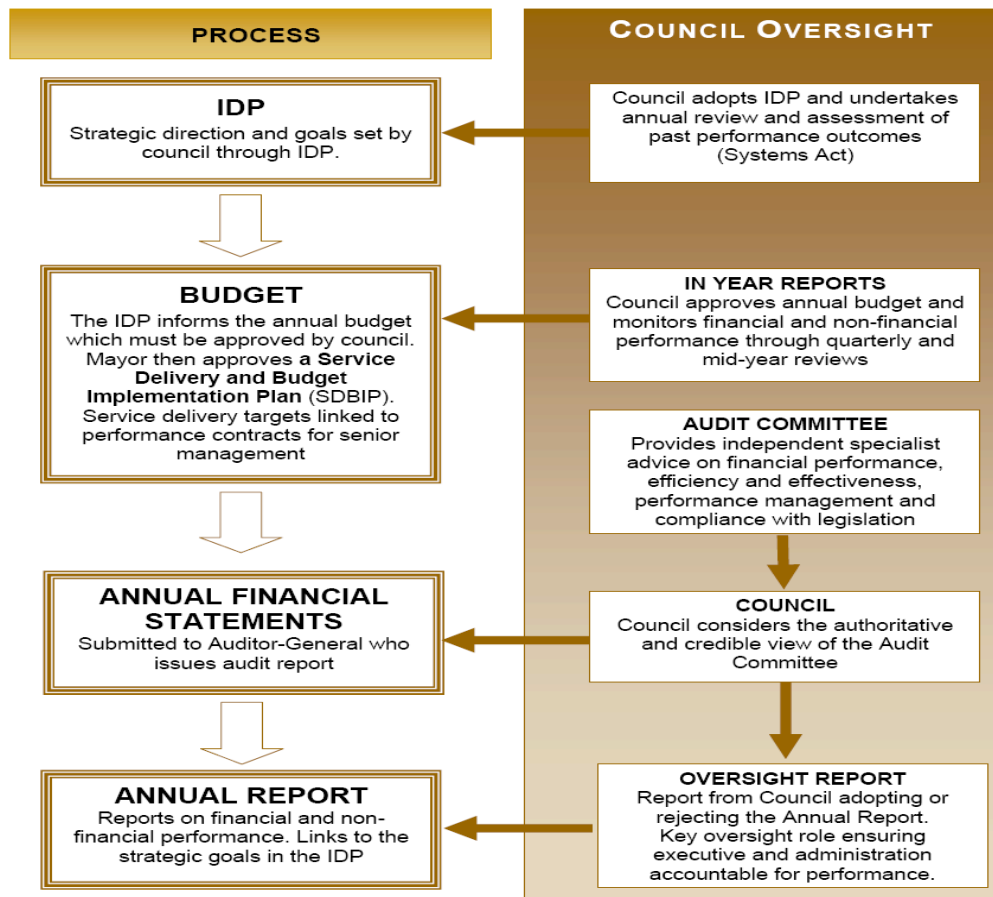 PROCESS
IDP
Strategic direction and goals set by
council through IDP.
BUDGET
The IDP informs the annual budget
which must be approved by council.
Mayor then approves a Service
Delivery and Budget
Implementation Plan (SDBIP).
Service delivery targets linked to
performance contracts for senior
management
ANNUAL FINANCIAL
STATEMENTS
Submitted to Auditor-General who
issues audit report
ANNUAL REPORT
Reports on financial and non-
financial performance. Links to the
strategic goals in the IDP
COUNCIL OVERSIGHT
Council adopts IDP and undertakes
annual review and assessment of
past performance outcomes
(Systems Act)
IN YEAR REPORTS
Council approves annual budget and
monitors financial and non-financial
performance through quarterly and
mid-year reviews
AUDIT COMMITTEE
Provides independent specialist
advice on financial performance,
efficiency and effectiveness,
performance management and
compliance with legislation
COUNCIL
Council considers the authoritative
and credible view of the Audit
Committee
OVERSIGHT REPORT
Report from Council adopting or
rejecting the Annual Report.
Key oversight role ensuring
executive and administration
accountable for performance.